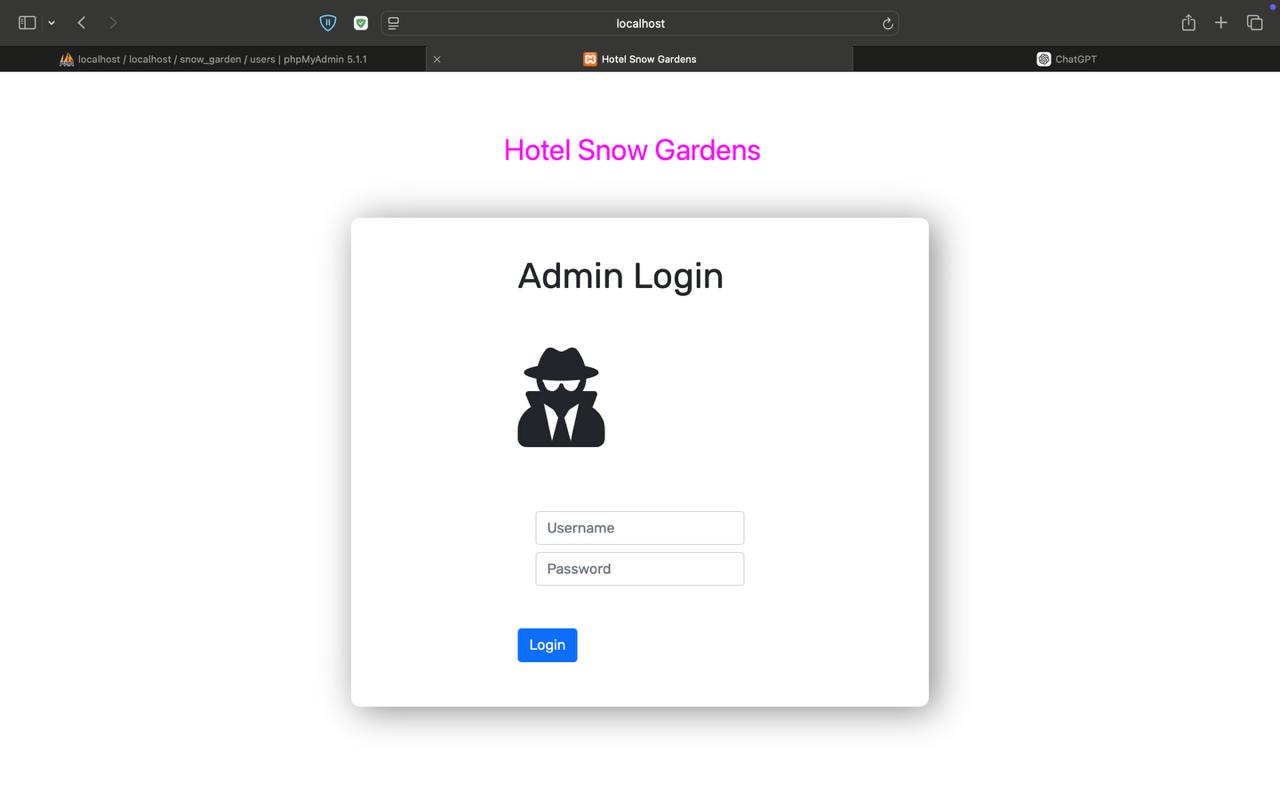 localhost
localhost / localhost / snow_garden / users | phpMyAdmin 5.1.1
Hotel Snow Gardens
ChatGPT
Hotel Snow Gardens
Admin Login
Username
Password
Login